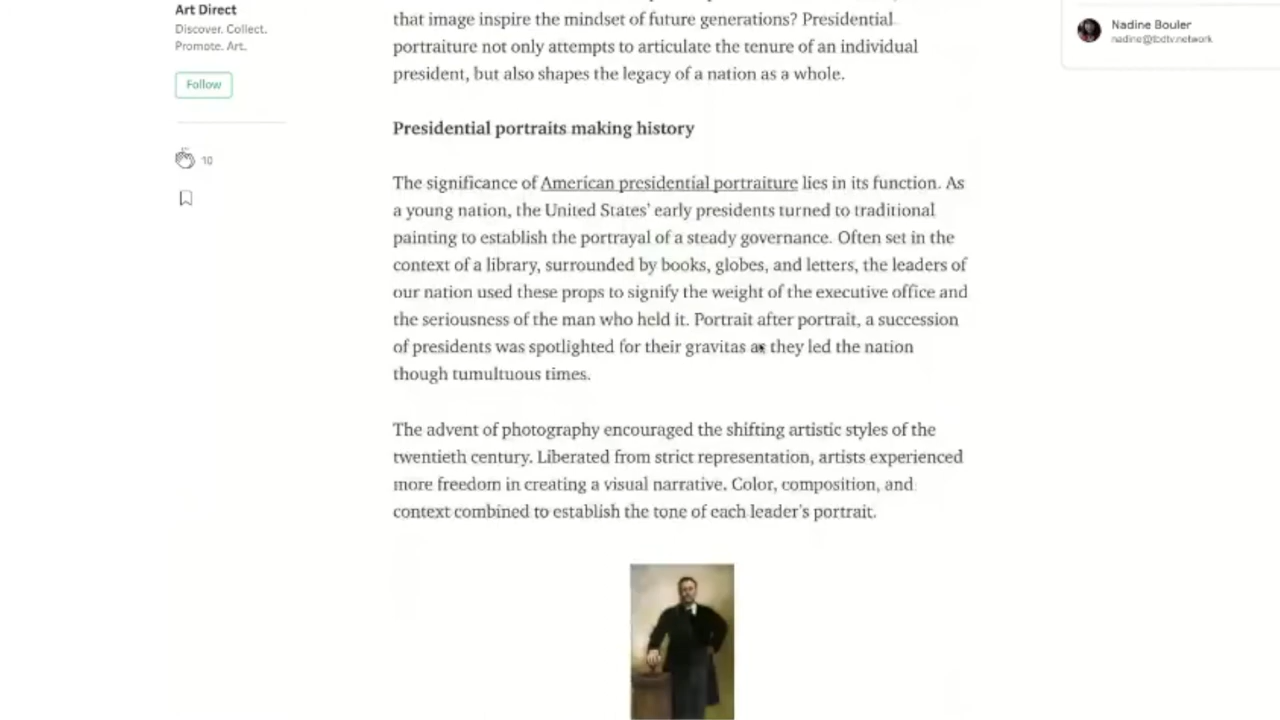 Art Direct
Discover. Collect.
Promote. Art.
Follow
10
Nadine Bouler
nadine@tbdtv.network
that image inspire the mindset of future generations? Presidential
portraiture not only attempts to articulate the tenure of an individual
president, but also shapes the legacy of a nation as a whole.
Presidential portraits making history
The significance of American presidential portraiture lies in its function. As
a young nation, the United States' early presidents turned to traditional
painting to establish the portrayal of a steady governance. Often set in the
context of a library, surrounded by books, globes, and letters, the leaders of
our nation used these props to signify the weight of the executive office and
the seriousness of the man who held it. Portrait after portrait, a succession
of presidents was spotlighted for their gravitas as they led the nation
though tumultuous times.
The advent of photography encouraged the shifting artistic styles of the
twentieth century. Liberated from strict representation, artists experienced
more freedom in creating a visual narrative. Color, composition, and
context combined to establish the tone of each leader's portrait.